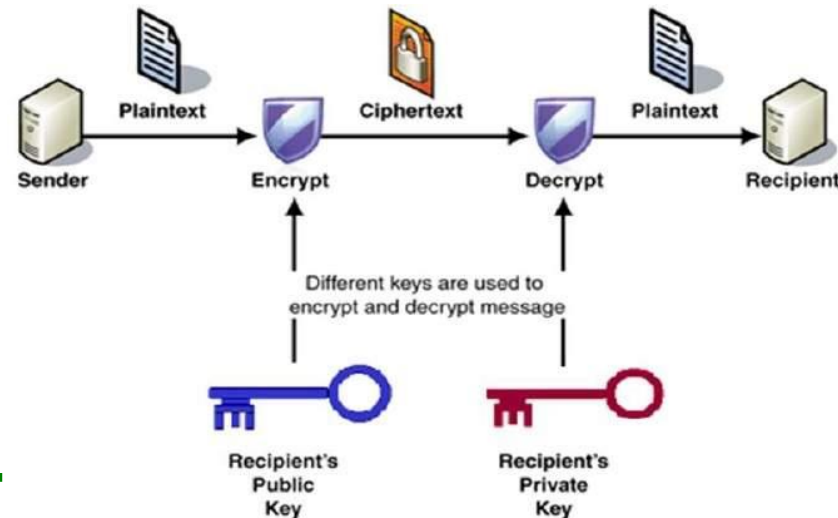 Plaintext
Ciphertext
Plaintext
Sender
Encrypt
Decrypt
Recipient
Different keys are used to
encrypt and decrypt message
Recipient's
Public
Key
Recipient's
Private
Key